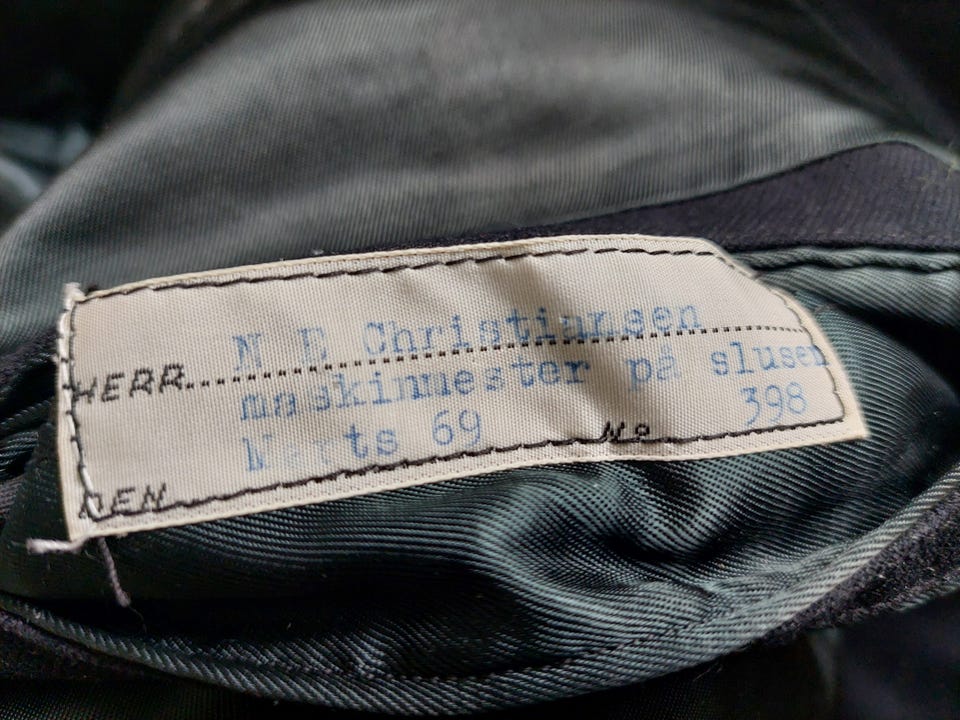 HERR. N E Christiansen
maskinmester på slusen
DEN Marts 69 No 398